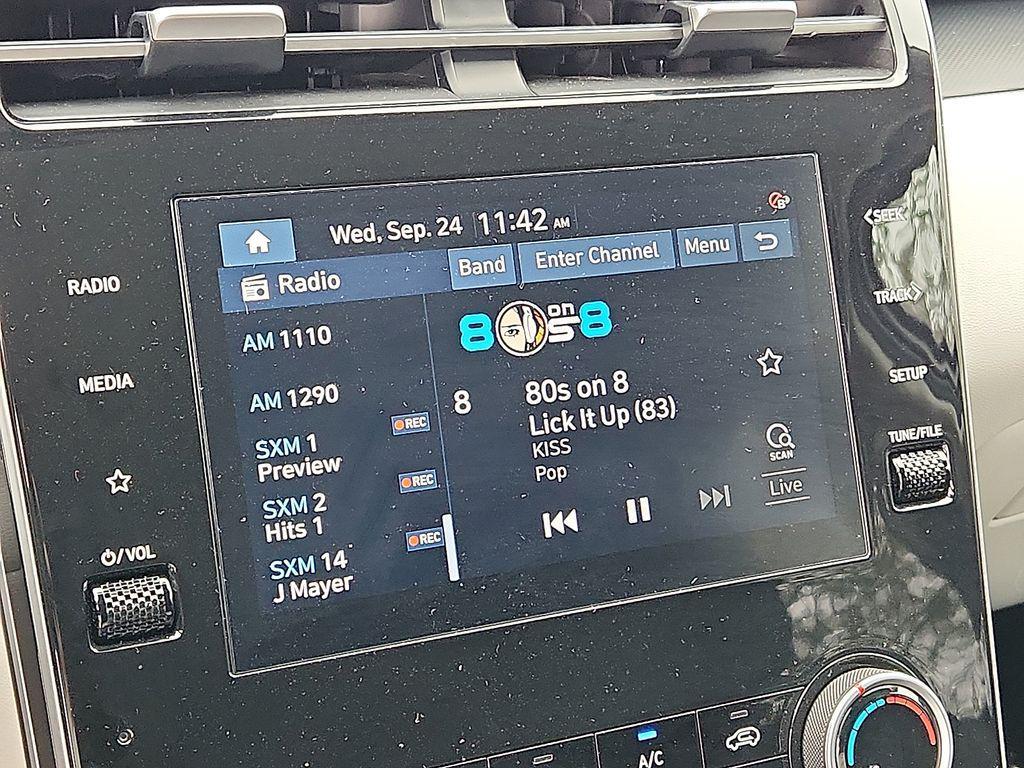 Wed, Sep. 24 11:42 AM
B
Radio
Band
Enter Channel
Menu
AM 1110
AM 1290
SXM 1
REC
Preview
SXM 2
REC
Hits 1
SXM 14
REC
J Mayer
80s on 8
8
80s on 8
Lick It Up (83)
KISS
Pop
SCAN
Live
RADIO
MEDIA
/VOL
SEEK
TRACK
SETUP
TUNE/FILE
A/C